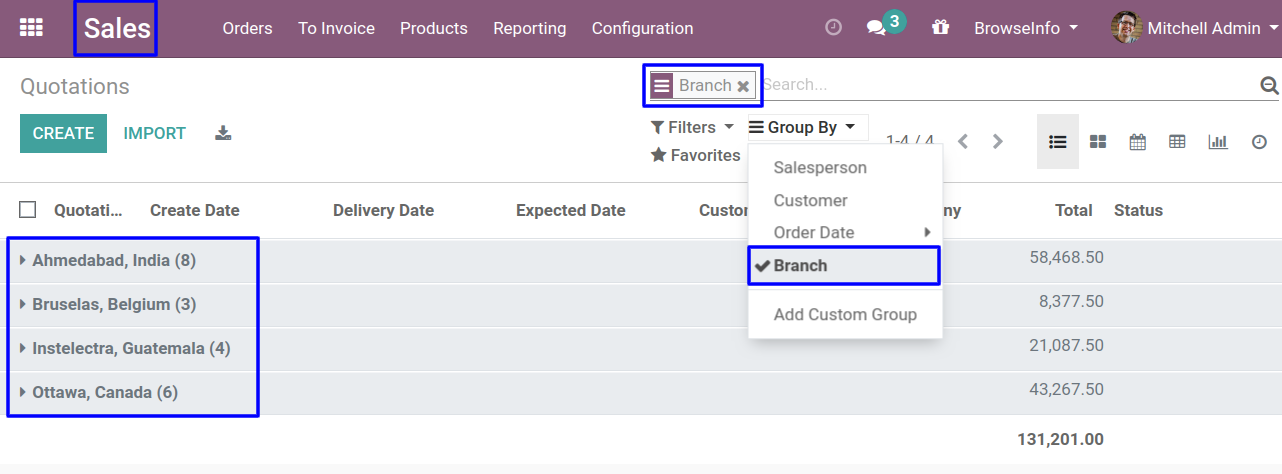 Sales Orders To Invoice Products Reporting Configuration 3 BrowseInfo Mitchell Admin
Quotations Branch Search...
CREATE IMPORT Filters Group By 1-4 / 4
Favorites
Salesperson
Customer
Order Date
Branch
Add Custom Group
Quotati... Create Date Delivery Date Expected Date Total Status
Ahmedabad, India (8) 58,468.50
Bruselas, Belgium (3) 8,377.50
Instelectra, Guatemala (4) 21,087.50
Ottawa, Canada (6) 43,267.50
131,201.00